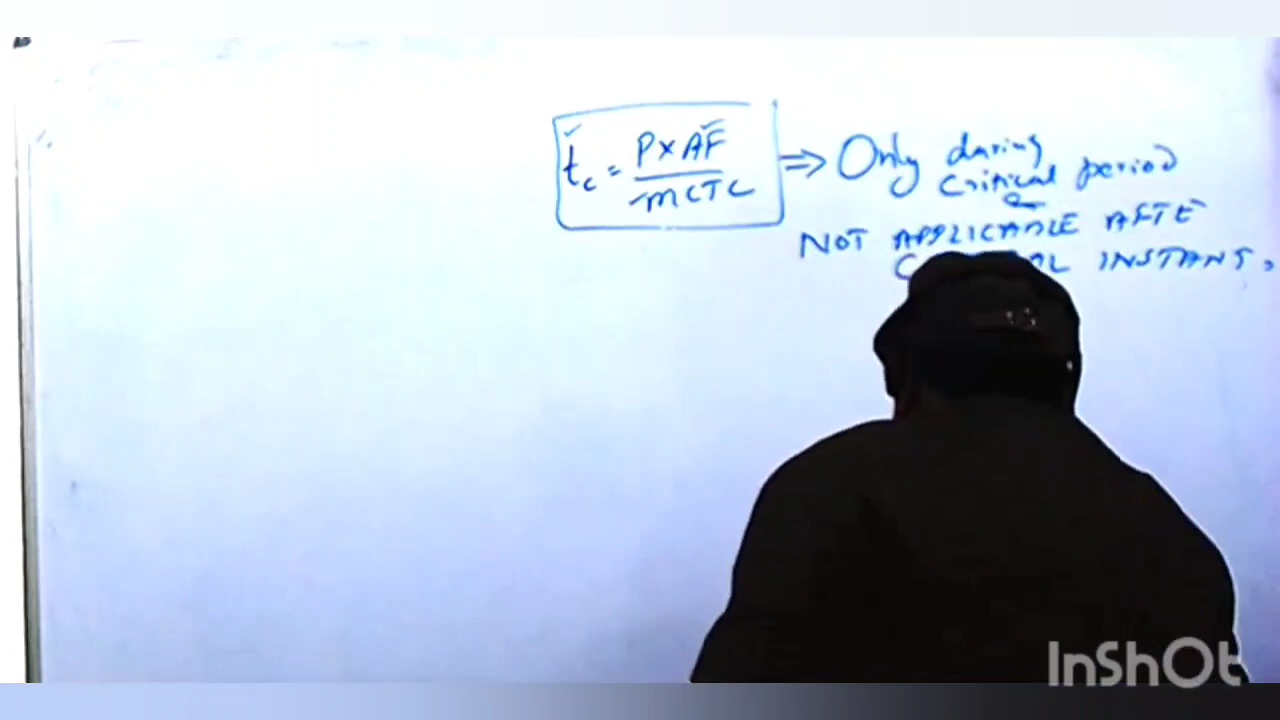 tc = P×AF / MCTC ⇒ Only during
critical period
&
NOT APPLICABLE AFTE
INSTANT.
InShOt